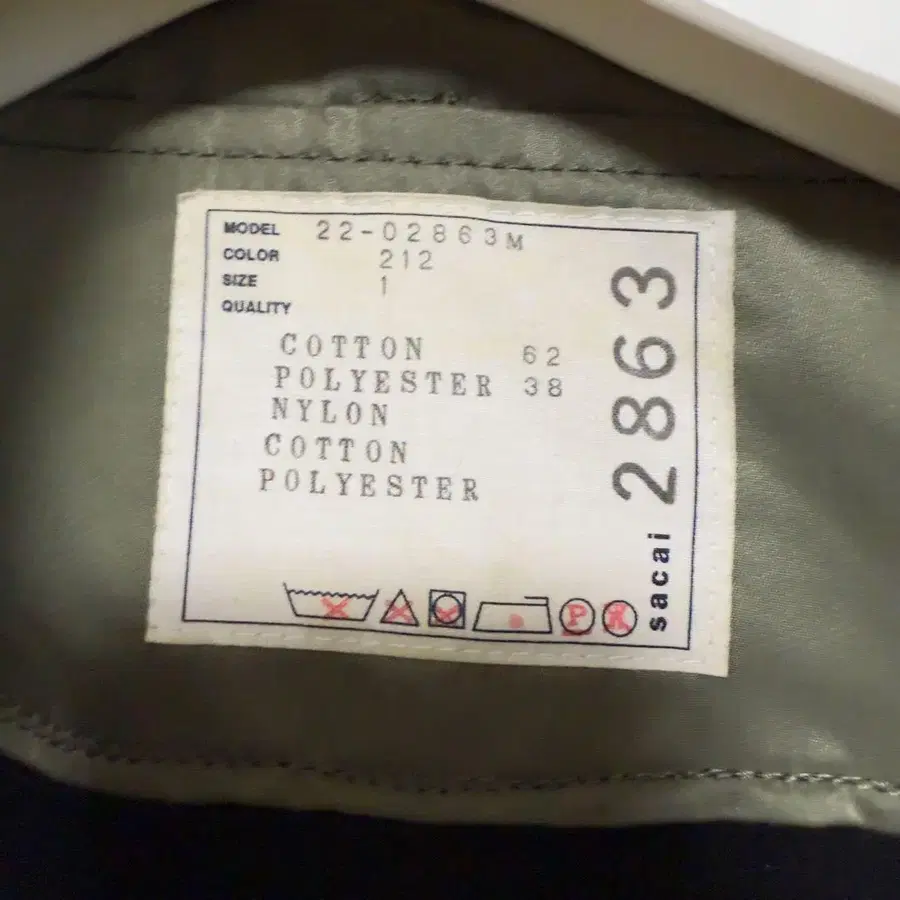 MODEL 22-02863M
COLOR 212
SIZE 1
QUALITY
COTTON 62
POLYESTER 38
NYLON
COTTON
POLYESTER
P
sacai 2863